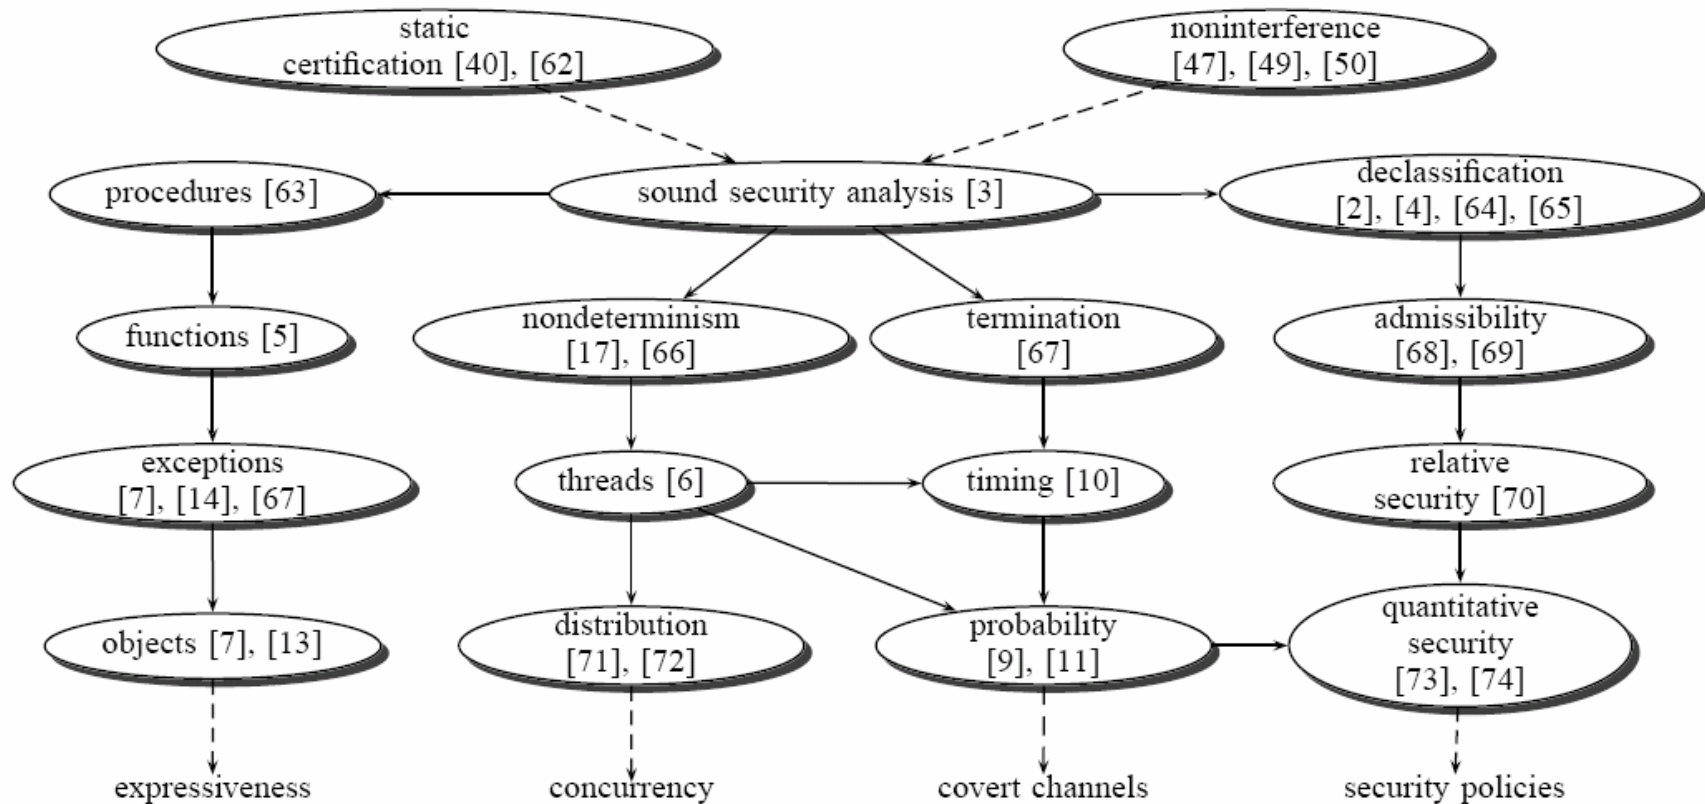 static
certification [40], [62]
noninterference
[47], [49], [50]
procedures [63]
sound security analysis [3]
declassification
[2], [4], [64], [65]
functions [5]
nondeterminism
[17], [66]
termination
[67]
admissibility
[68], [69]
exceptions
[7], [14], [67]
threads [6]
timing [10]
relative
security [70]
objects [7], [13]
distribution
[71], [72]
probability
[9], [11]
quantitative
security
[73], [74]
expressiveness
concurrency
covert channels
security policies